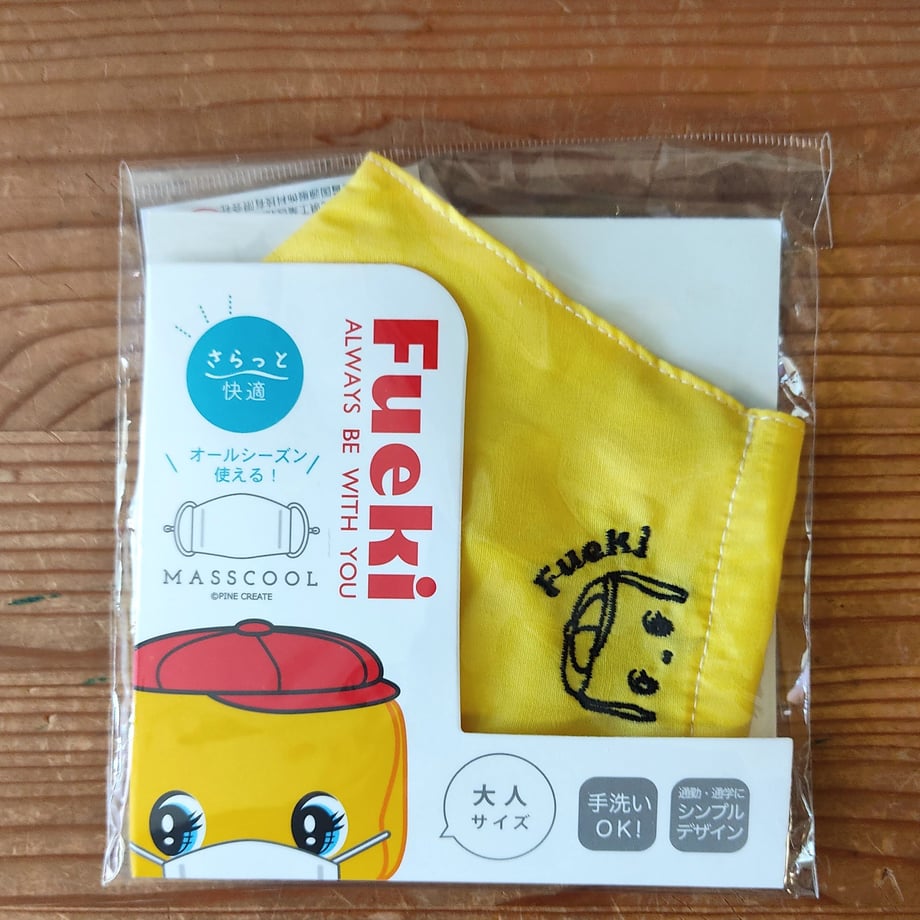 さらっと
快適
オールシーズン
使える!
MASSCOOL
©PINE CREATE
Fueki
ALWAYS BE WITH YOU
Fueki
大人
サイズ
手洗い
OK!
通勤・通学に
シンプル
デザイン